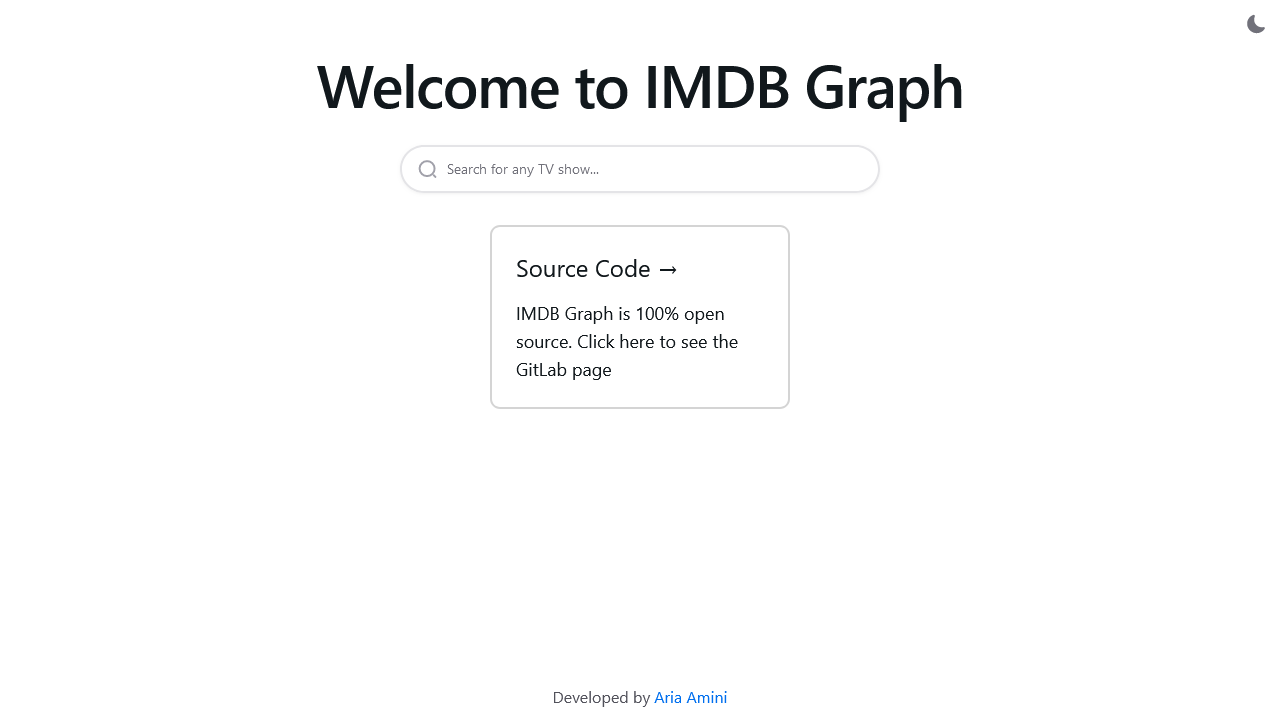 Welcome to IMDB Graph
Search for any TV show...
Source Code →
IMDB Graph is 100% open
source. Click here to see the
GitLab page
Developed by Aria Amini